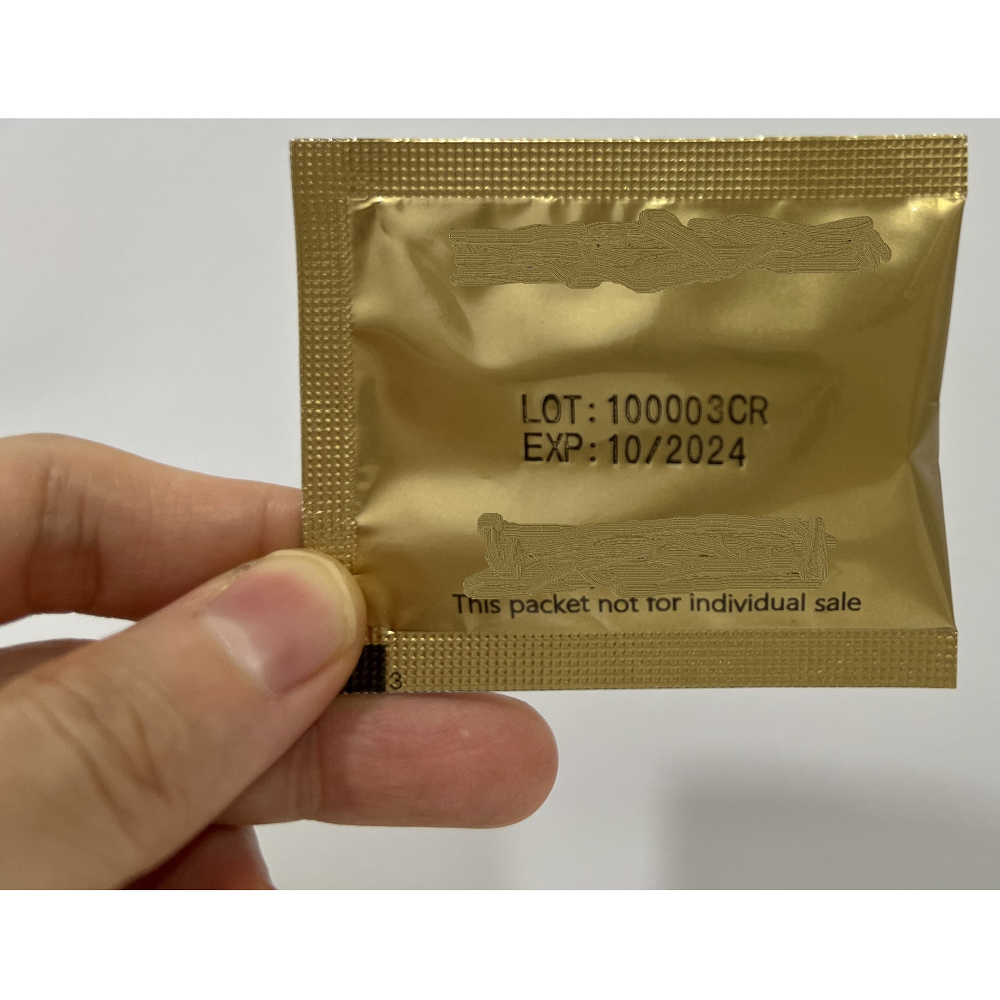 LOT:100003CR
EXP:10/2024
This packet not for individual sale
3